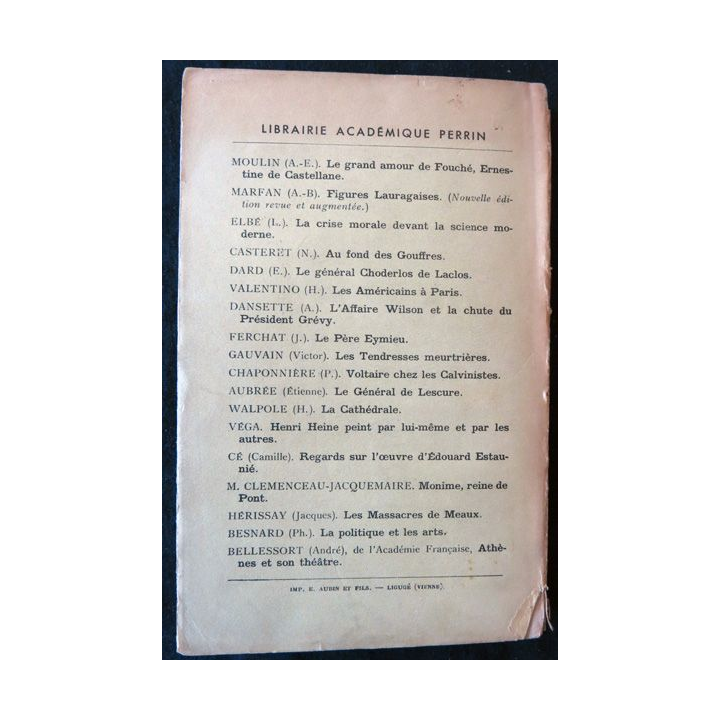 LIBRAIRIE ACADÉMIQUE PERRIN
MOULIN (A.-E.). Le grand amour de Fouché, Ernes-
tine de Castellane.
MARFAN (A.-B). Figures Lauragaises. (Nouvelle édi-
tion revue et augmentée.)
ELBÉ (L.). La crise morale devant la science mo-
derne.
CASTERET (N.). Au fond des Gouffres.
DARD (E.). Le général Choderlos de Laclos.
VALENTINO (H.). Les Américains à Paris.
DANSETTE (A.). L'Affaire Wilson et la chute du
Président Grévy.
FERCHAT (J.). Le Père Eymieu.
GAUVAIN (Victor). Les Tendresses meurtrières.
CHAPONNIÈRE (P.). Voltaire chez les Calvinistes.
AUBRÉE (Étienne). Le Général de Lescure.
WALPOLE (H.). La Cathédrale.
VÉGA. Henri Heine peint par lui-même et par les
autres.
CÉ (Camille). Regards sur l'œuvre d'Édouard Estau-
nié.
M. CLEMENCEAU-JACQUEMAIRE. Monime, reine de
Pont.
HÉRISSAY (Jacques). Les Massacres de Meaux.
BESNARD (Ph.). La politique et les arts.
BELLESSORT (André), de l'Académie Française, Athè-
nes et son théâtre.
IMP. E. AUBIN ET FILS. — LIGUGÉ (VIENNE).